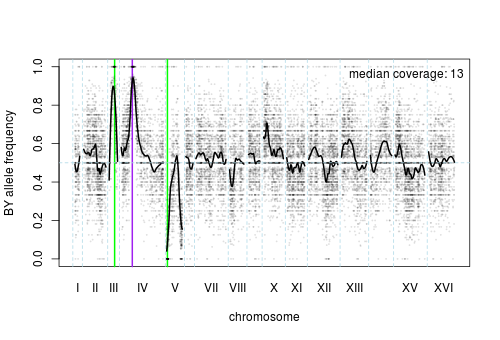 median coverage: 13
BY allele frequency
1.0
0.8
0.6
0.4
0.2
0.0
I II III IV V VII VIII X XI XII XIII XV XVI
chromosome